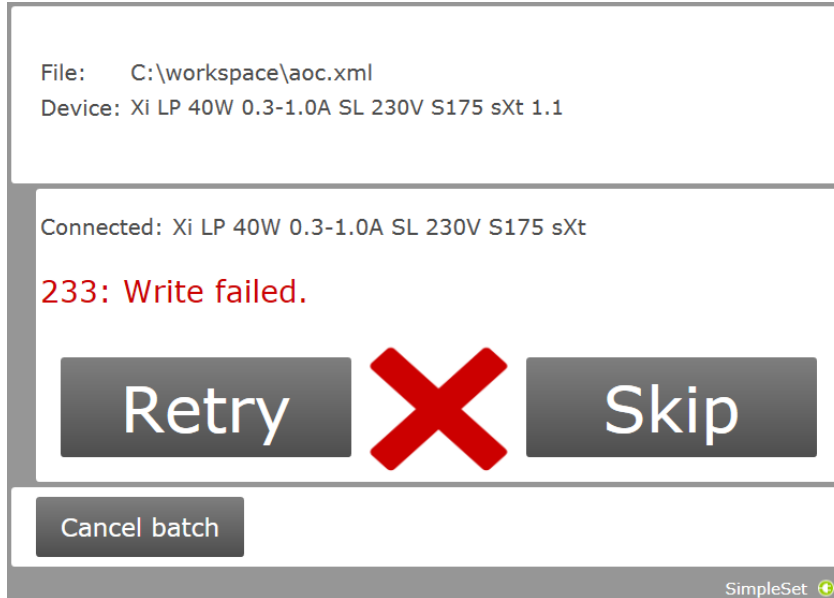 File: C:\workspace\aoc.xml
Device: Xi LP 40W 0.3-1.0A SL 230V S175 sXt 1.1
Connected: Xi LP 40W 0.3-1.0A SL 230V S175 sXt
233: Write failed.
Retry
Skip
Cancel batch
SimpleSet